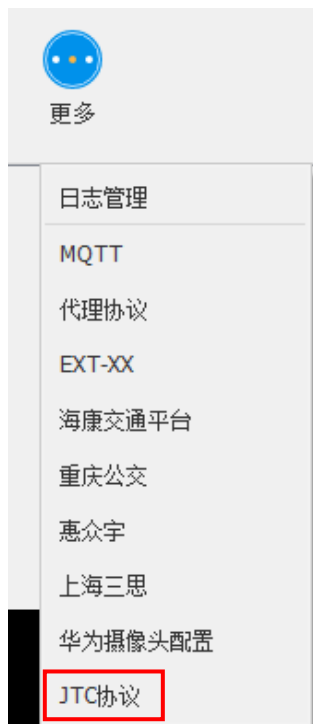 更多
日志管理
MQTT
代理协议
EXT-XX
海康交通平台
重庆公交
惠众宇
上海三思
华为摄像头配置
JTC协议